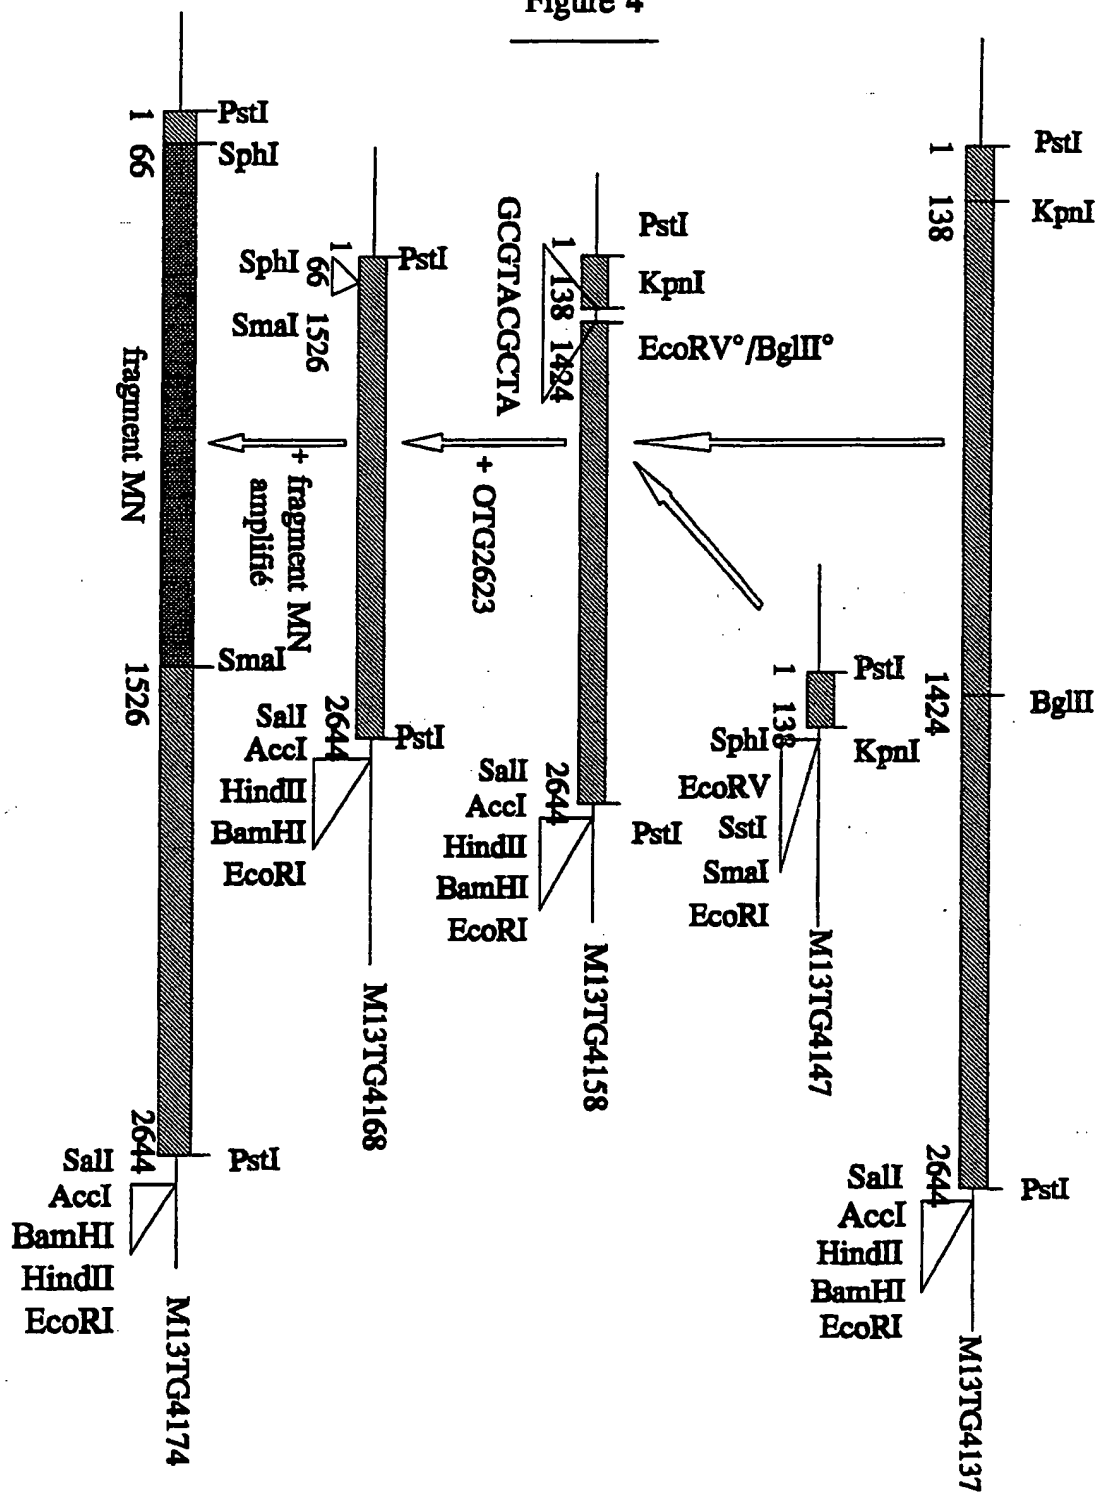 Figure 4
PstI
KpnI
BglII
PstI
1
138
1424
2644
SalI
AccI
HindII
BamHI
EcoRI
M13TG4137
PstI
KpnI
1
138
SphI
EcoRV
SstI
SmaI
EcoRI
M13TG4147
PstI
KpnI
EcoRV°/BglII°
1
138
1424
GCGTACGCTA
2644
PstI
SalI
AccI
HindII
BamHI
EcoRI
M13TG4158
+ OTG2623
PstI
SphI
1
66
SmaI
1526
2644
PstI
SalI
AccI
HindII
BamHI
EcoRI
M13TG4168
+ fragment MN
amplifié
PstI
SphI
1
66
fragment MN
SmaI
1526
2644
PstI
SalI
AccI
BamHI
HindII
EcoRI
M13TG4174